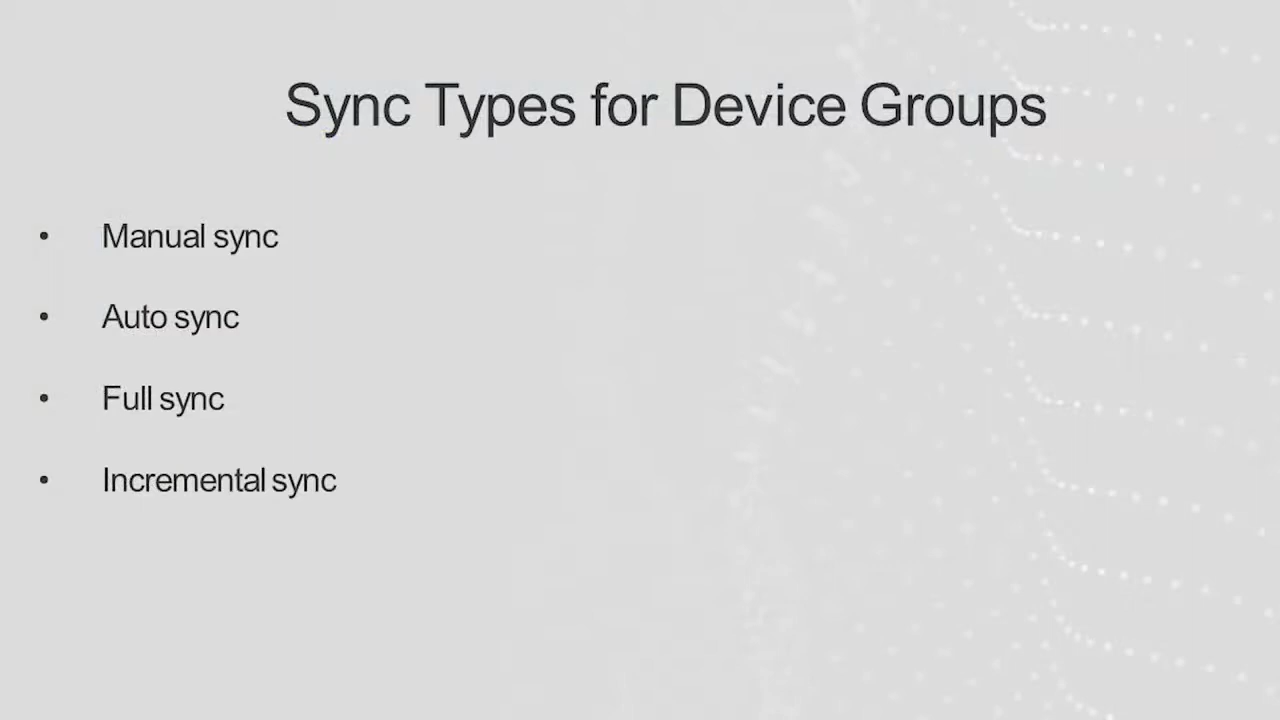 Sync Types for Device Groups
• Manual sync
• Auto sync
• Full sync
• Incremental sync